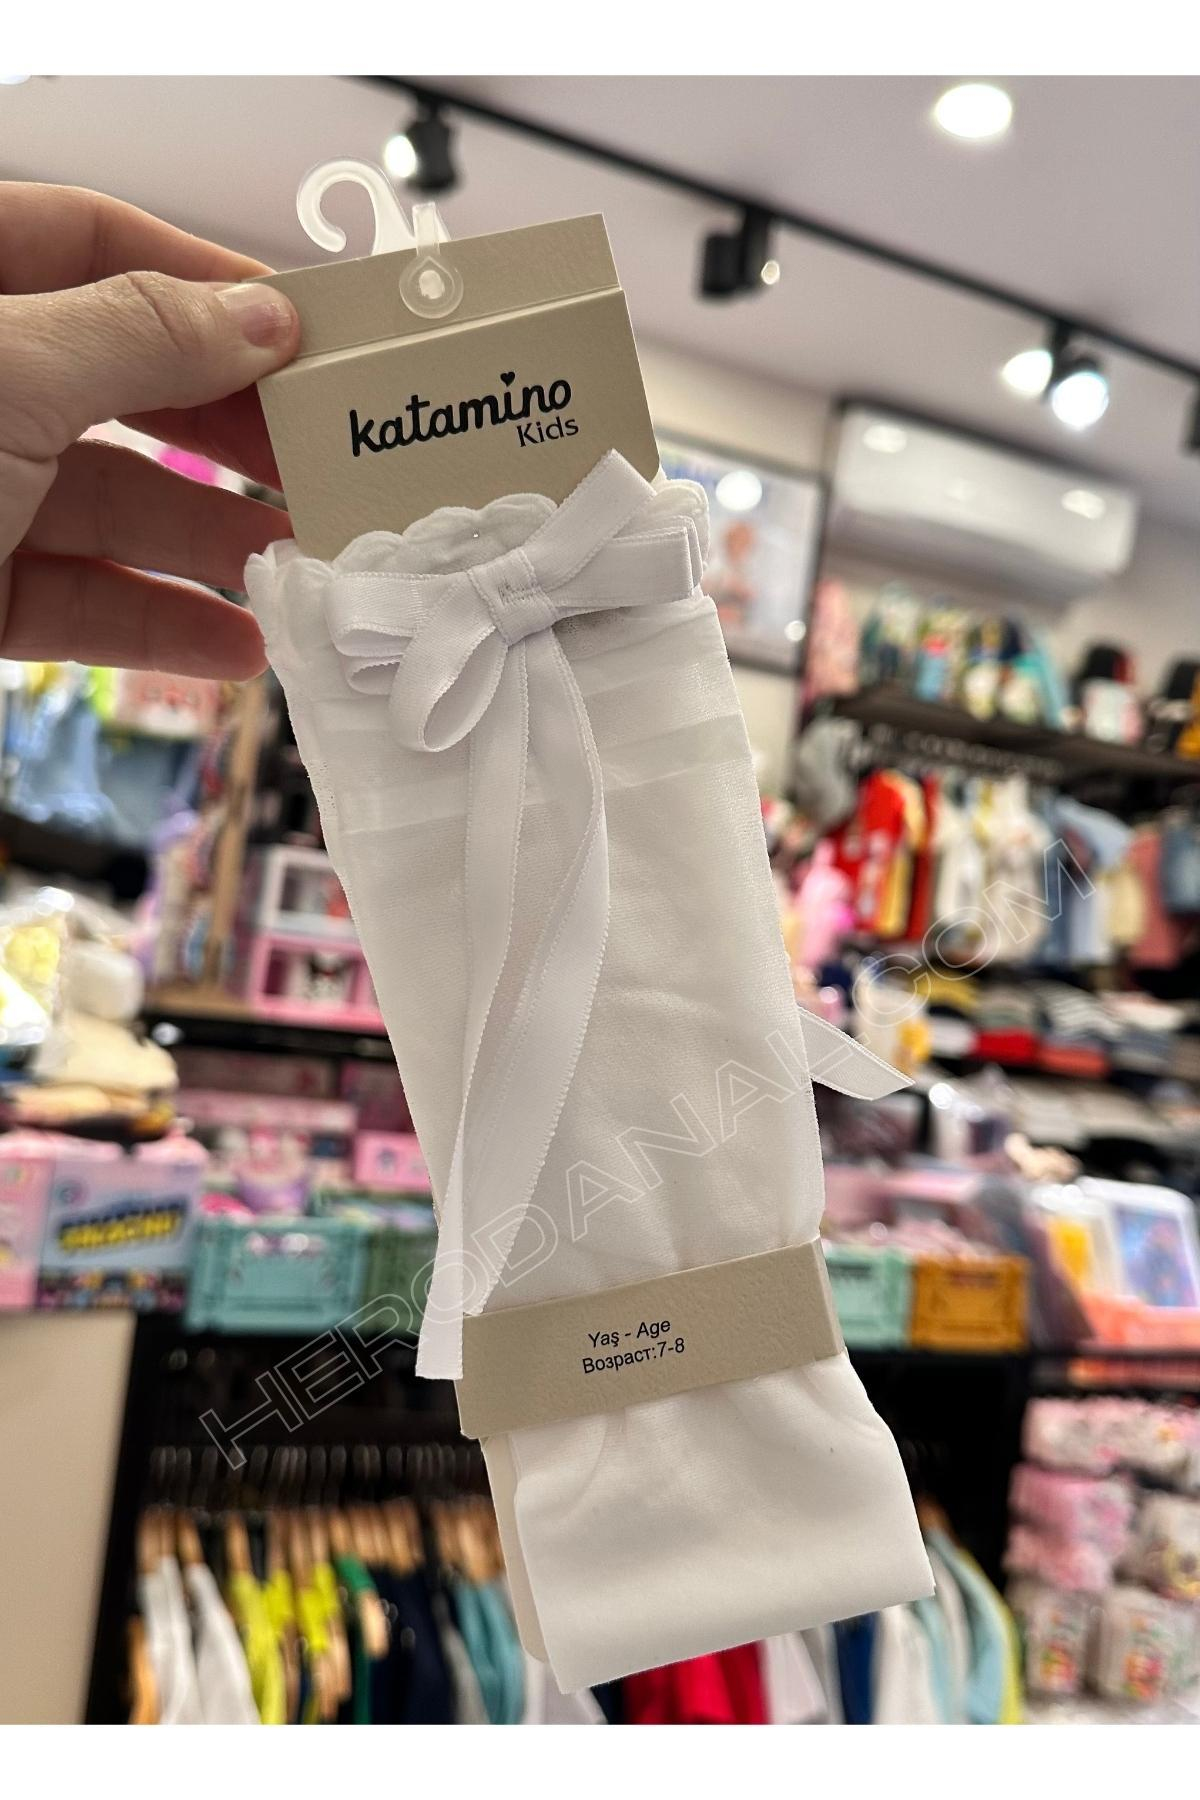 katamino
Kids
HERODANAL.COM
Yaş - Age
Возраст:7-8